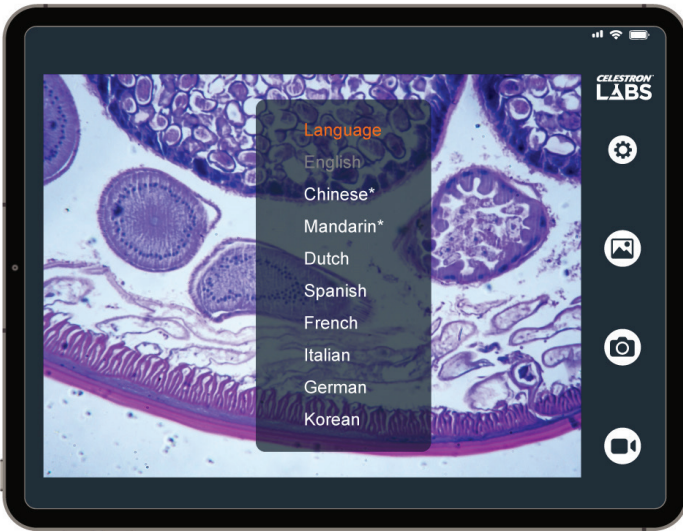 CELESTRON
LABS
Language
English
Chinese*
Mandarin*
Dutch
Spanish
French
Italian
German
Korean